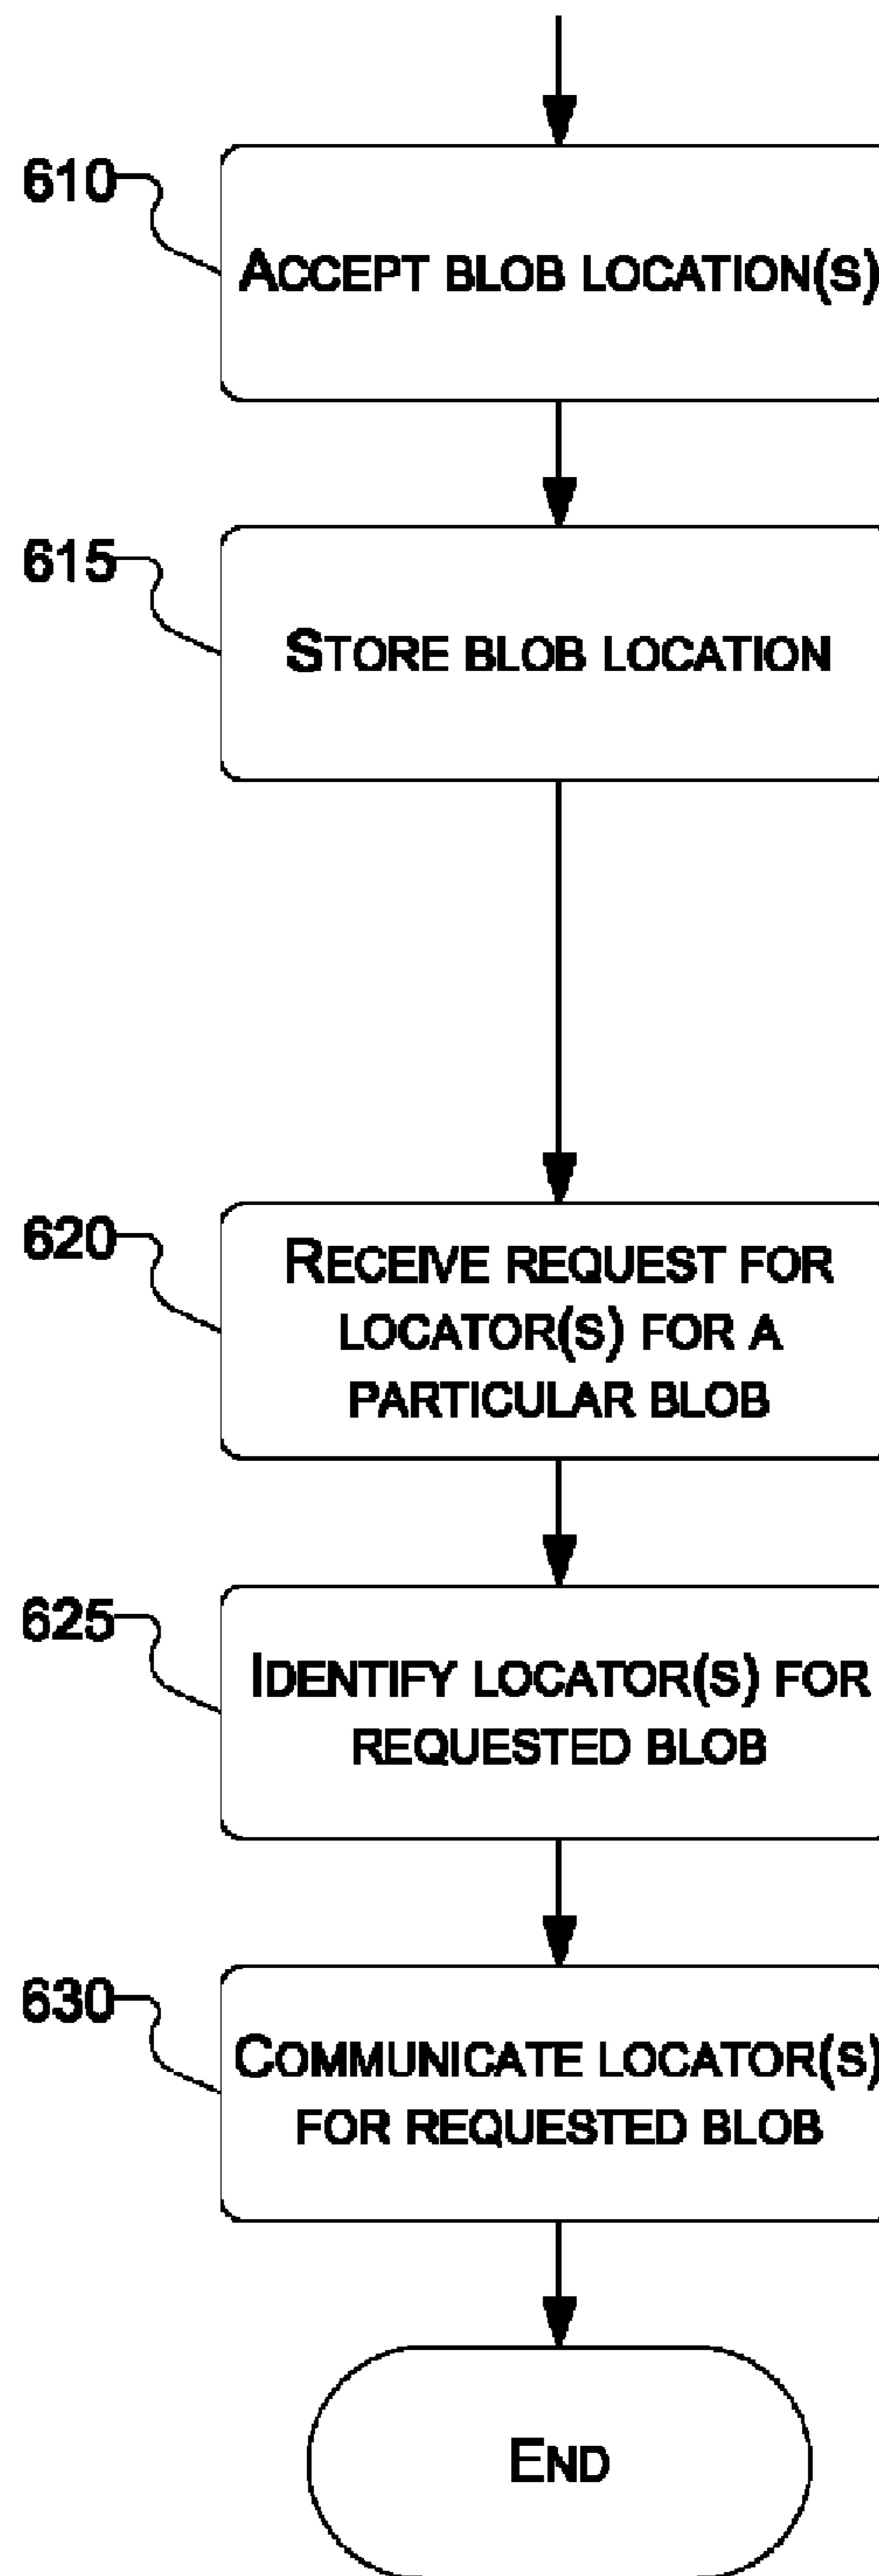 610
ACCEPT BLOB LOCATION(S)
615
STORE BLOB LOCATION
620
RECEIVE REQUEST FOR
LOCATOR(S) FOR A
PARTICULAR BLOB
625
IDENTIFY LOCATOR(S) FOR
REQUESTED BLOB
630
COMMUNICATE LOCATOR(S)
FOR REQUESTED BLOB
END